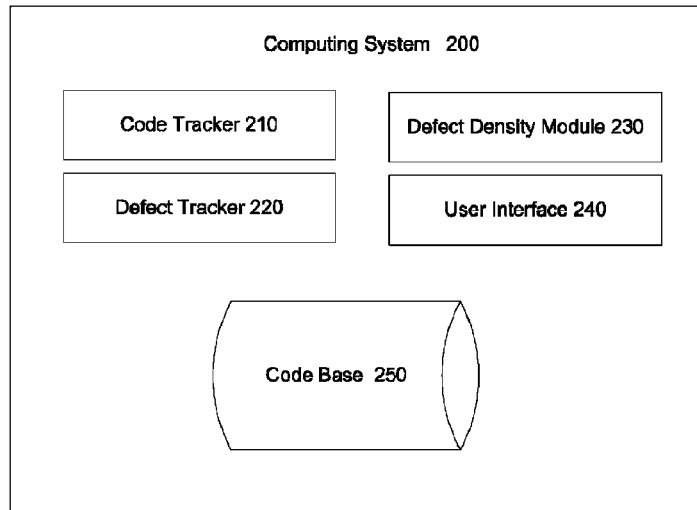 Computing System 200
Code Tracker 210
Defect Density Module 230
Defect Tracker 220
User Interface 240
Code Base 250